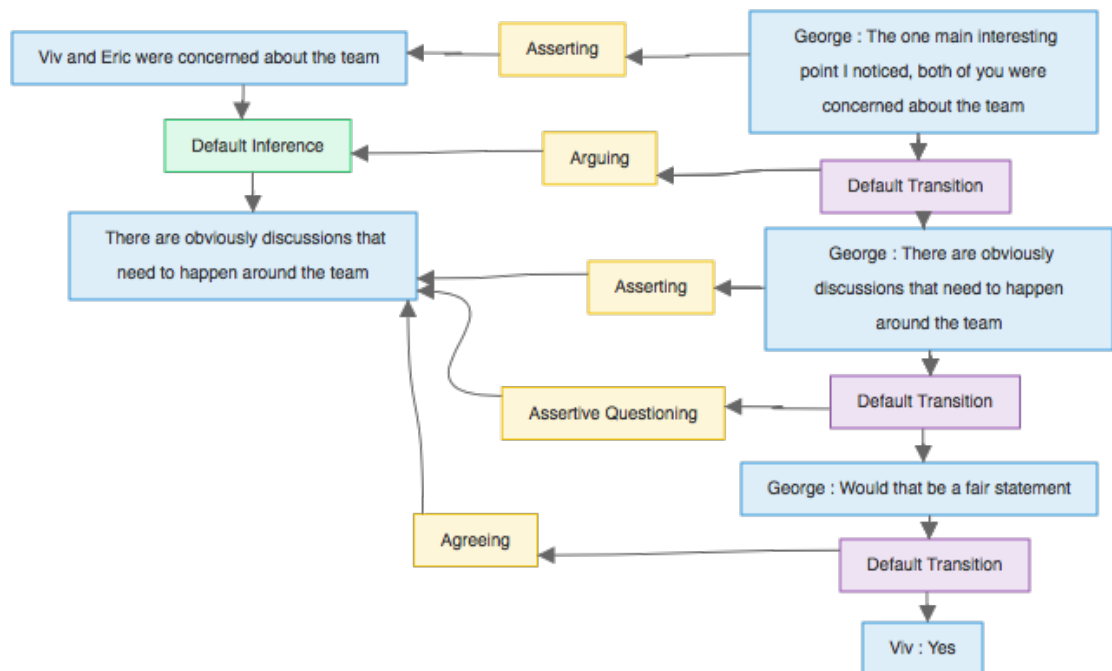 Viv and Eric were concerned about the team
Asserting
George : The one main interesting
point I noticed, both of you were
concerned about the team
Default Inference
Arguing
Default Transition
There are obviously discussions that
need to happen around the team
Asserting
George : There are obviously
discussions that need to happen
around the team
Assertive Questioning
Default Transition
George : Would that be a fair statement
Agreeing
Default Transition
Viv : Yes